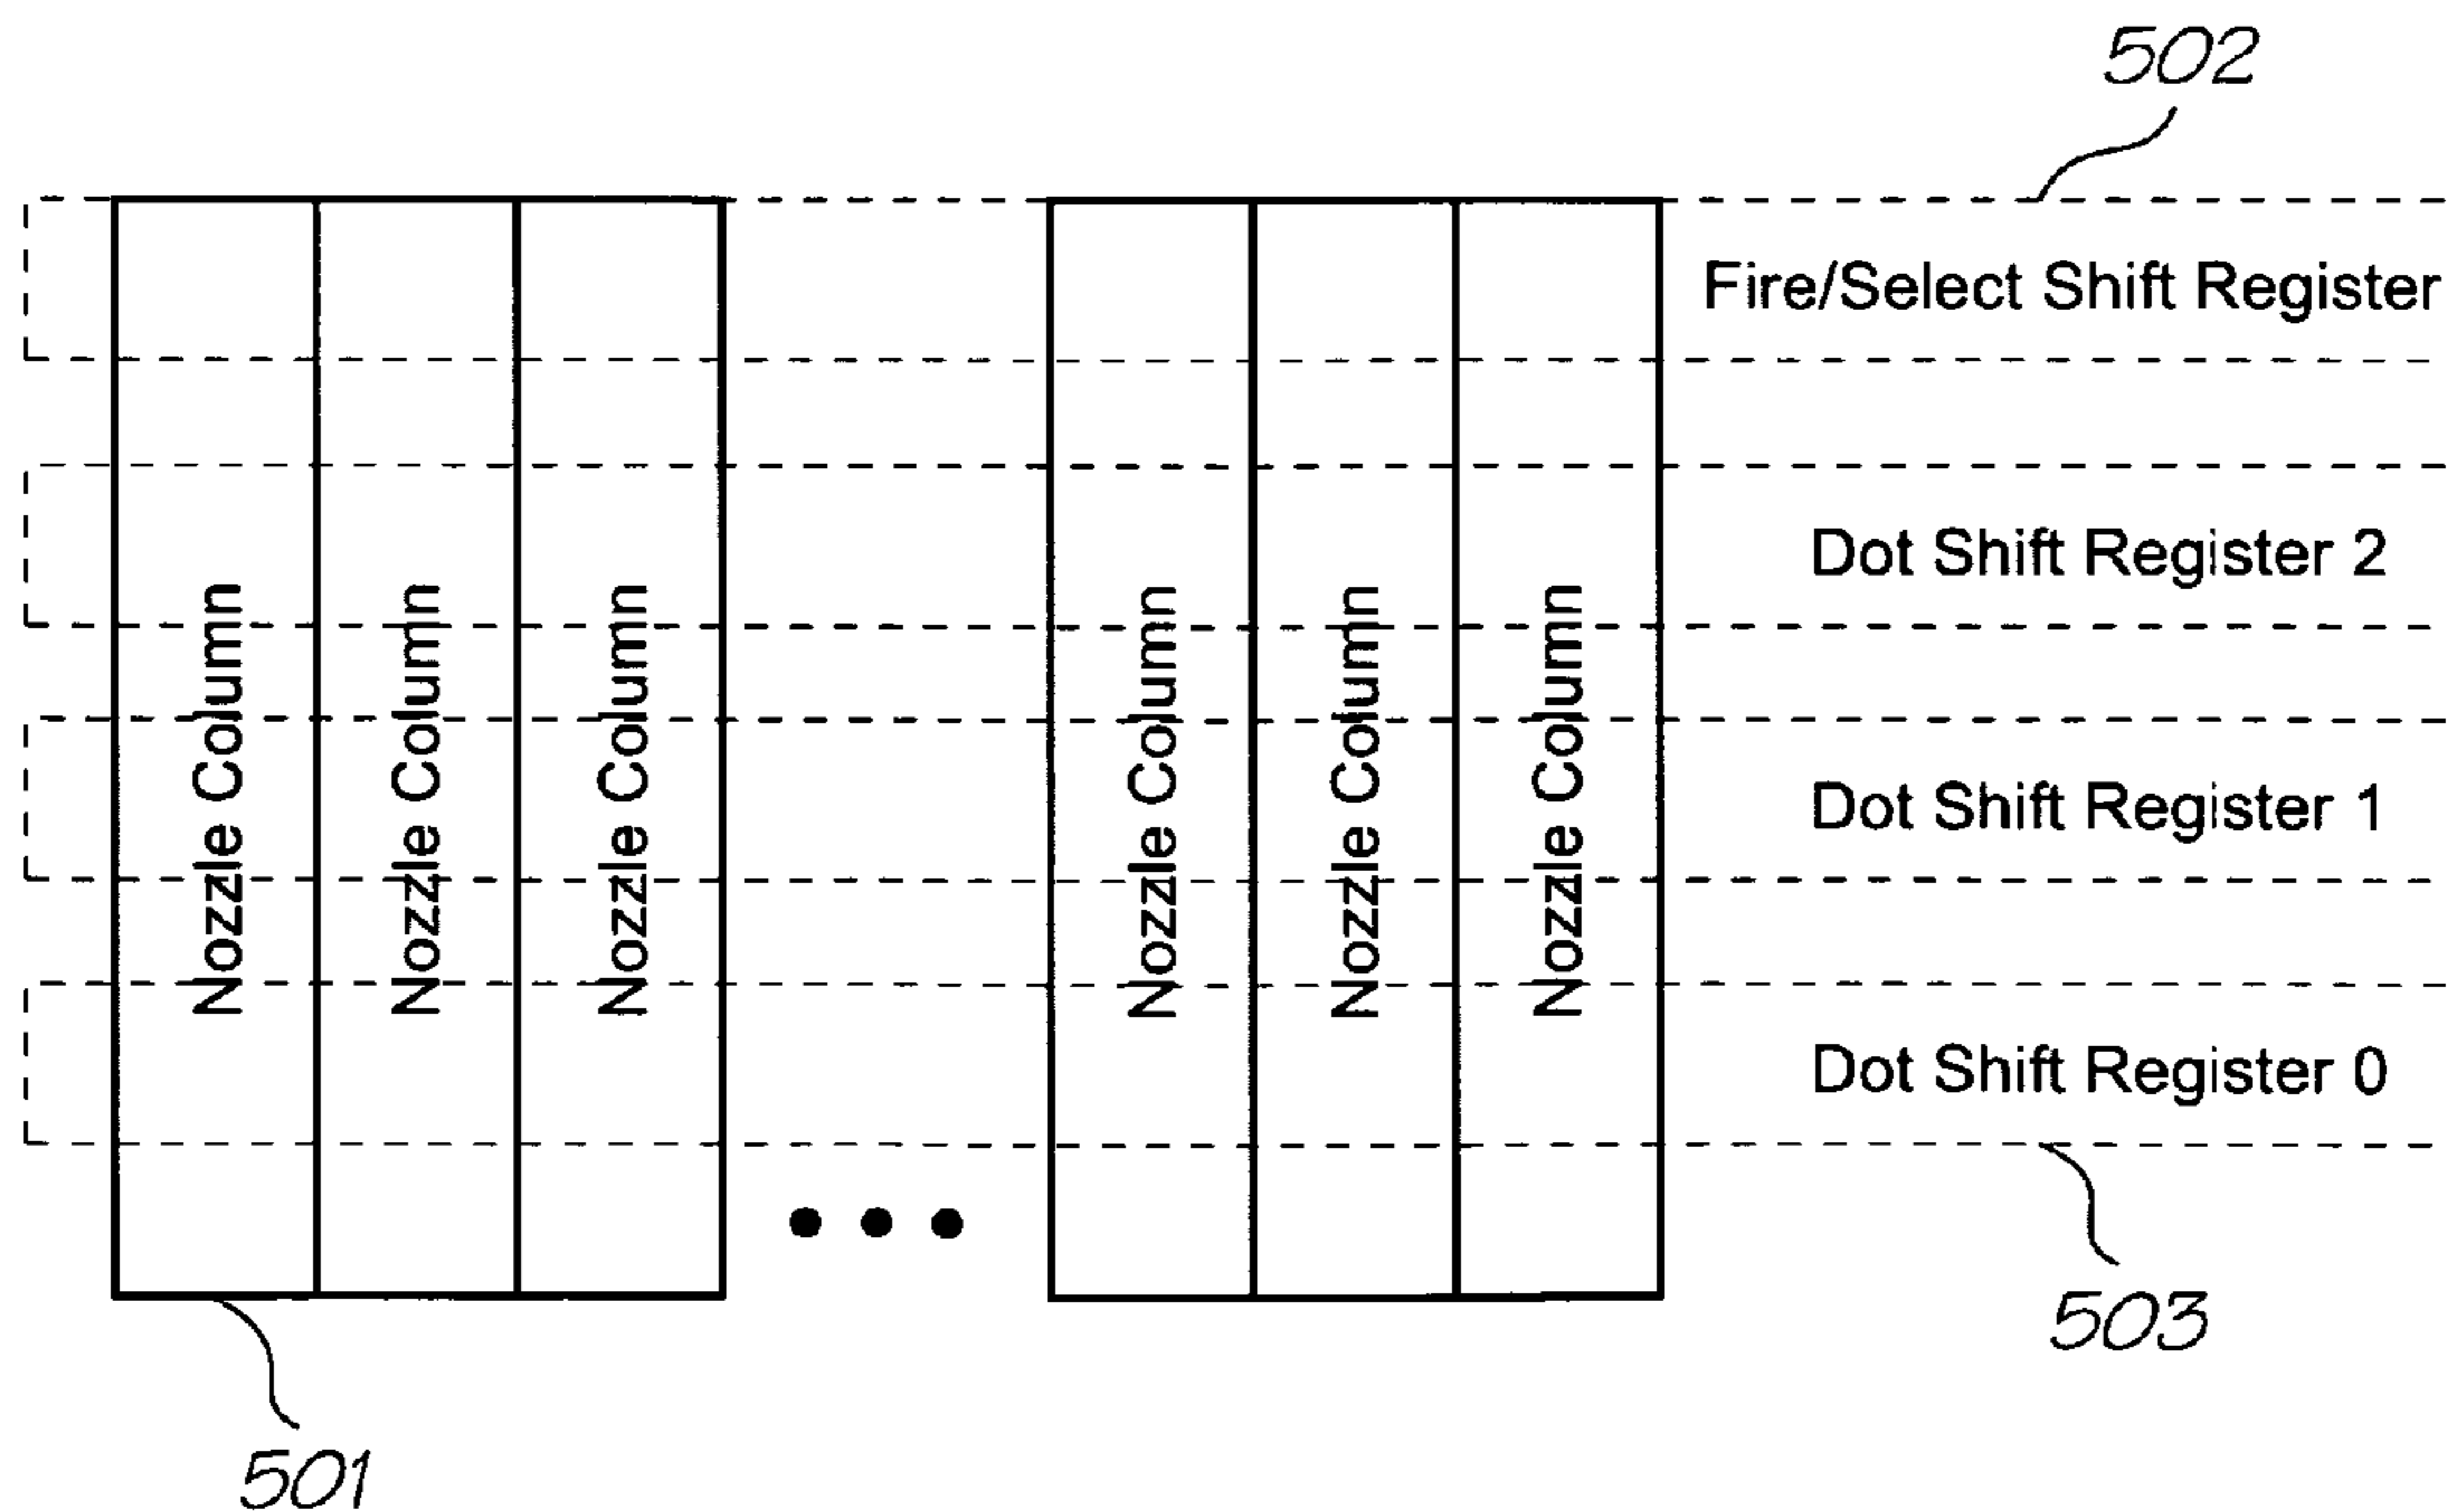 502
Fire/Select Shift Register
Dot Shift Register 2
Nozzle Column
Nozzle Column
Nozzle Column
Nozzle Column
Nozzle Column
Nozzle Column
Dot Shift Register 1
Dot Shift Register 0
503
501